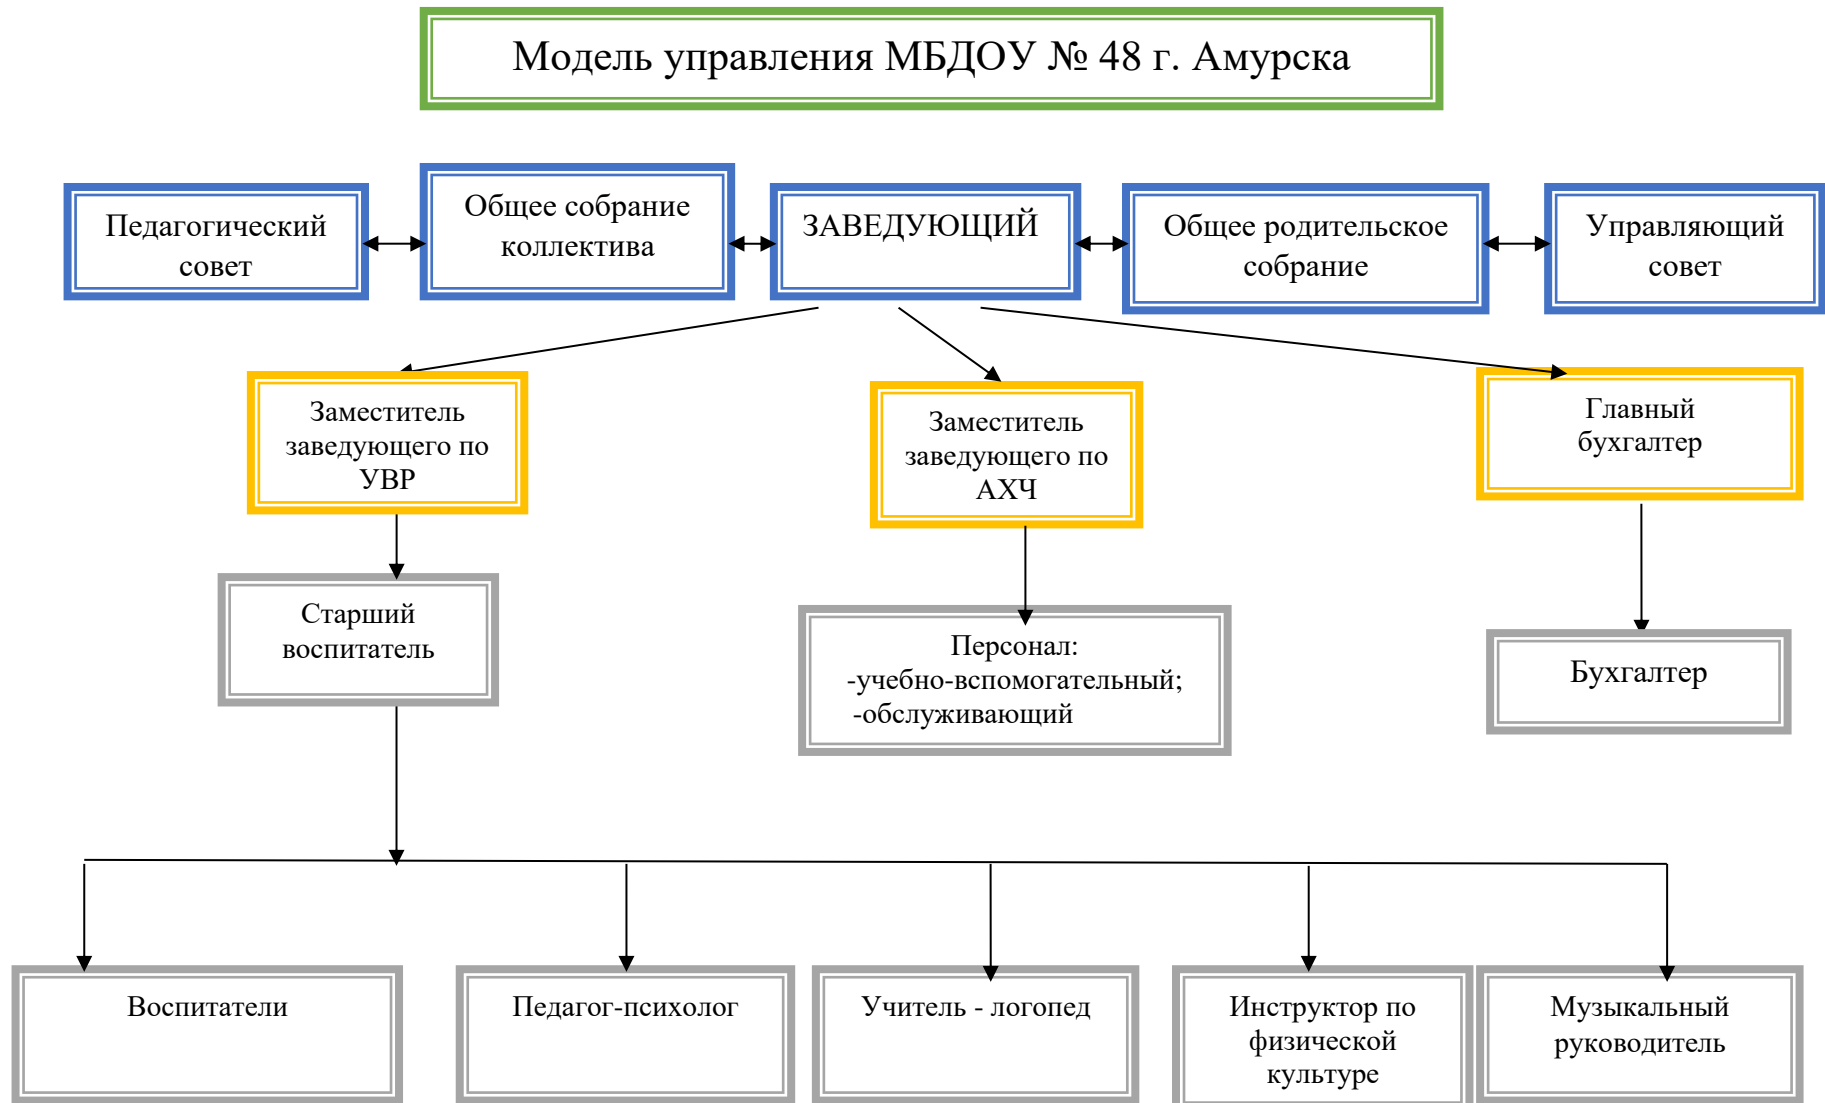 Модель управления МБДОУ № 48 г. Амурска
Педагогический
совет
Общее собрание
коллектива
ЗАВЕДУЮЩИЙ
Общее родительское
собрание
Управляющий
совет
Заместитель
заведующего по
УВР
Заместитель
заведующего по
АХЧ
Главный
бухгалтер
Старший
воспитатель
Персонал:
-учебно-вспомогательный;
-обслуживающий
Бухгалтер
Воспитатели
Педагог-психолог
Учитель - логопед
Инструктор по
физической
культуре
Музыкальный
руководитель